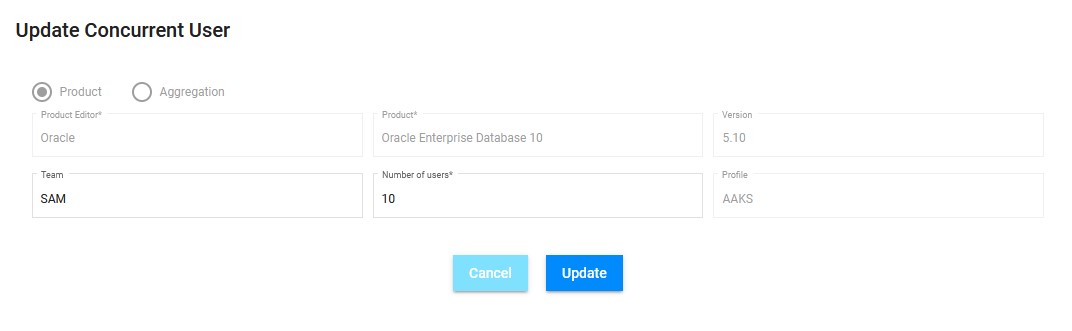 Update Concurrent User
Product Aggregation
Product Editor* Product* Version
Oracle Oracle Enterprise Database 10 5.10
Team Number of users* Profile
SAM 10 AAKS
Cancel Update